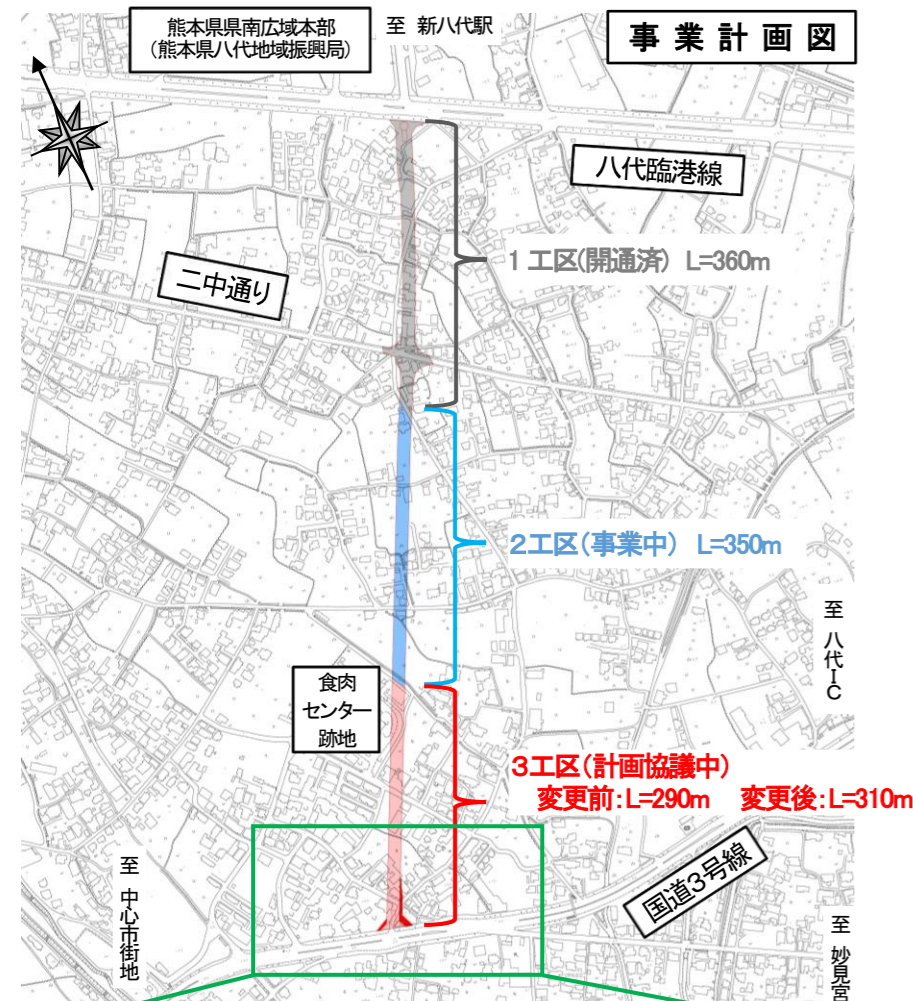 熊本県県南広域本部
(熊本県八代地域振興局)
至 新八代駅
事業計画図
八代臨港線
1工区(開通済) L=360m
二中通り
2工区(事業中) L=350m
至 八代IC
食肉
センター
跡地
3工区(計画協議中)
変更前:L=290m 変更後:L=310m
国道3号線
至 中心市街地
至 妙見宮